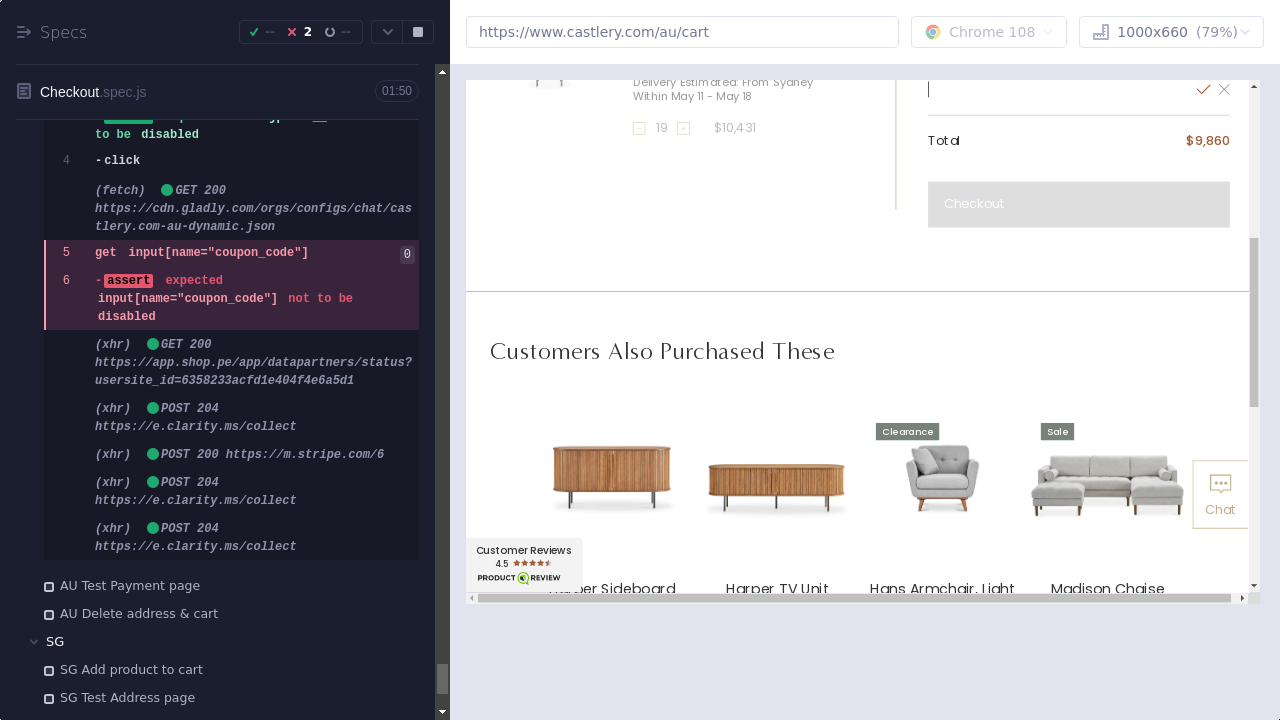 Specs
--
2
--
https://www.castlery.com/au/cart
Chrome 108
1000x660 (79%)
Checkout.spec.js
01:50
to be disabled
4 -click
(fetch) GET 200
https://cdn.gladly.com/orgs/configs/chat/cas
tlery.com-au-dynamic.json
5 get input[name="coupon_code"]
0
6 -assert expected
input[name="coupon_code"] not to be
disabled
(xhr) GET 200
https://app.shop.pe/app/datapartners/status?
usersite_id=6358233acfd1e404f4e6a5d1
(xhr) POST 204
https://e.clarity.ms/collect
(xhr) POST 200 https://m.stripe.com/6
(xhr) POST 204
https://e.clarity.ms/collect
(xhr) POST 204
https://e.clarity.ms/collect
AU Test Payment page
AU Delete address & cart
SG
SG Add product to cart
SG Test Address page
Delivery Estimated: From Sydney
Within May 11 - May 18
19
$10,431
Total
$9,860
Checkout
Customers Also Purchased These
Clearance
Sale
Chat
Customer Reviews
4.5
PRODUCT REVIEW
Harper Sideboard
Harper TV Unit
Hans Armchair, Light
Madison Chaise